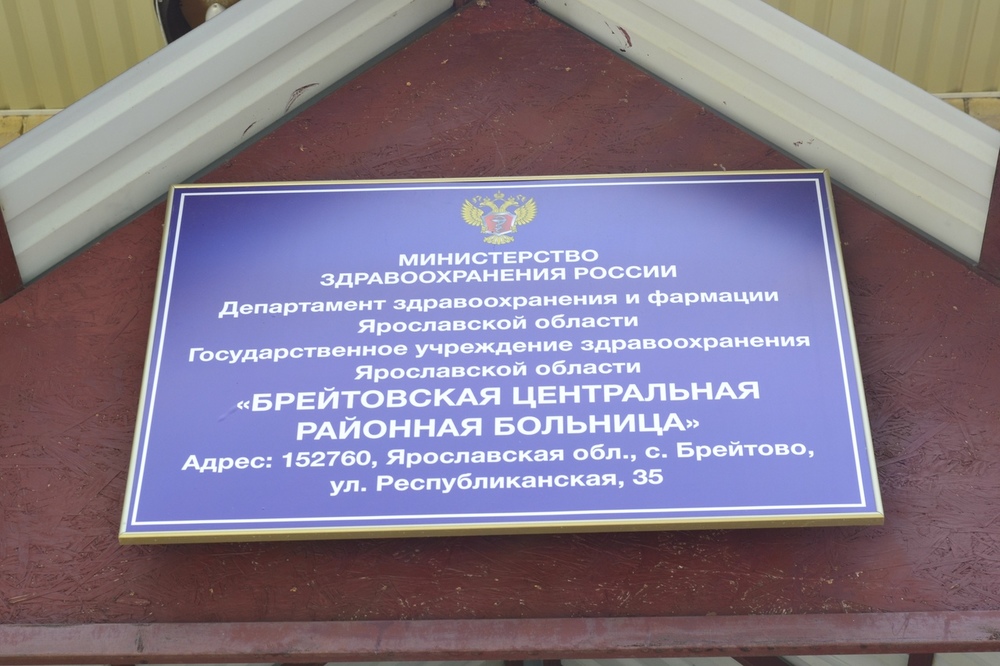 МИНИСТЕРСТВО
ЗДРАВООХРАНЕНИЯ РОССИИ
Департамент здравоохранения и фармации
Ярославской области
Государственное учреждение здравоохранения
Ярославской области
«БРЕЙТОВСКАЯ ЦЕНТРАЛЬНАЯ
РАЙОННАЯ БОЛЬНИЦА»
Адрес: 152760, Ярославская обл., с. Брейтово,
ул. Республиканская, 35